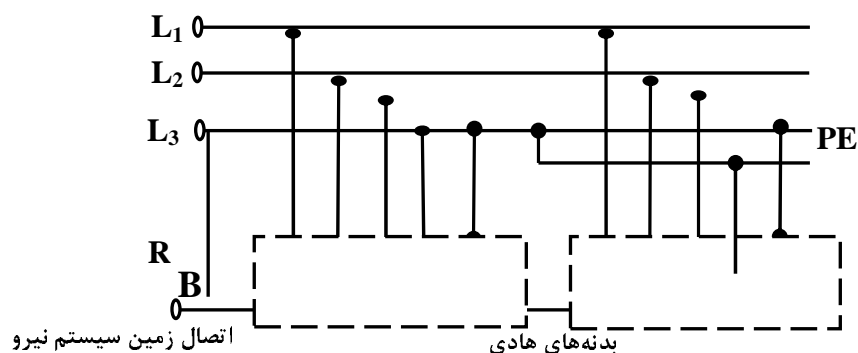 L₁
L₂
L₃
PE
R
B
اتصال زمین سیستم نیرو
بدنه‌های هادی